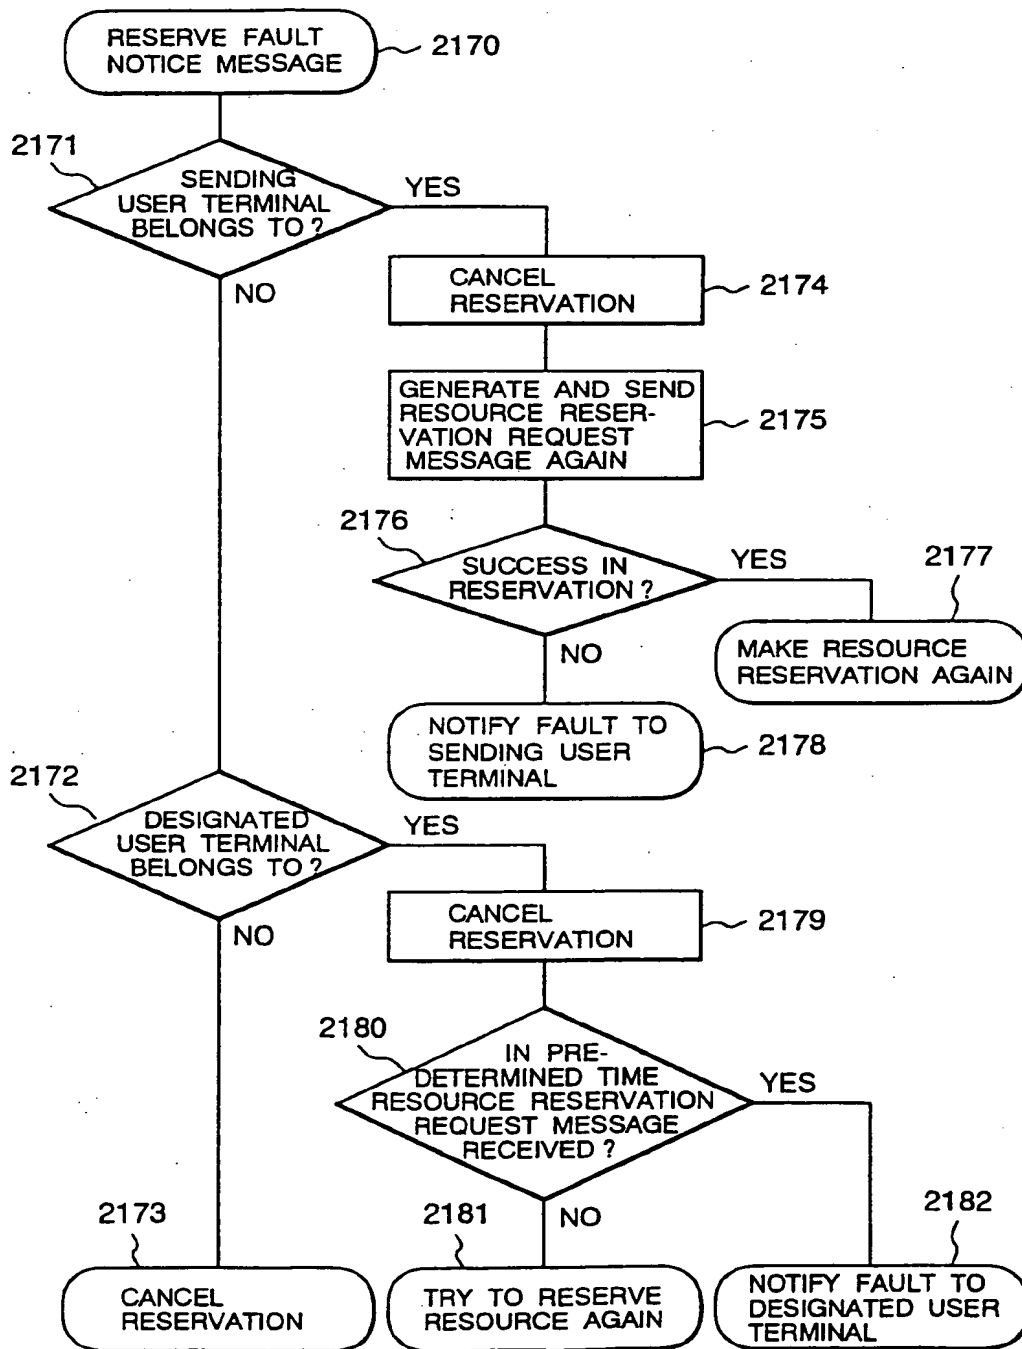 RESERVE FAULT
NOTICE MESSAGE
2170
2171
SENDING
USER TERMINAL
BELONGS TO ?
YES
NO
CANCEL
RESERVATION
2174
GENERATE AND SEND
RESOURCE RESER-
VATION REQUEST
MESSAGE AGAIN
2175
2176
SUCCESS IN
RESERVATION ?
YES
2177
NO
MAKE RESOURCE
RESERVATION AGAIN
NOTIFY FAULT TO
SENDING USER
TERMINAL
2178
2172
DESIGNATED
USER TERMINAL
BELONGS TO ?
YES
NO
CANCEL
RESERVATION
2179
2180
IN PRE-
DETERMINED TIME
RESOURCE RESERVATION
REQUEST MESSAGE
RECEIVED ?
YES
NO
2173
CANCEL
RESERVATION
2181
TRY TO RESERVE
RESOURCE AGAIN
2182
NOTIFY FAULT TO
DESIGNATED USER
TERMINAL